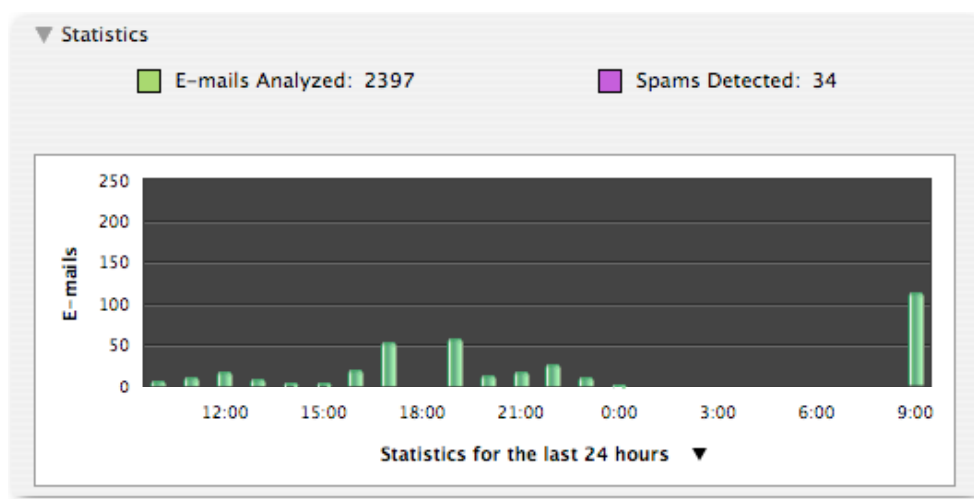 ▼ Statistics
E-mails Analyzed: 2397 Spams Detected: 34
250
200
150
100
50
0
E-mails
12:00 15:00 18:00 21:00 0:00 3:00 6:00 9:00
Statistics for the last 24 hours ▼